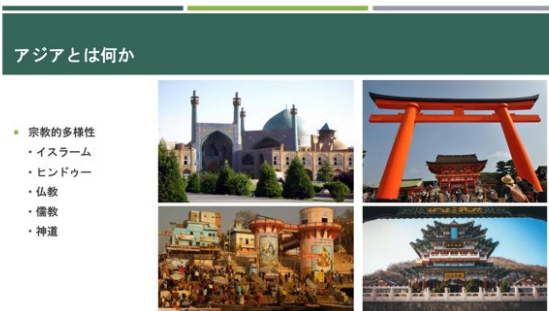 アジアとは何か
宗教的多様性
・イスラーム
・ヒンドゥー
・仏教
・儒教
・神道